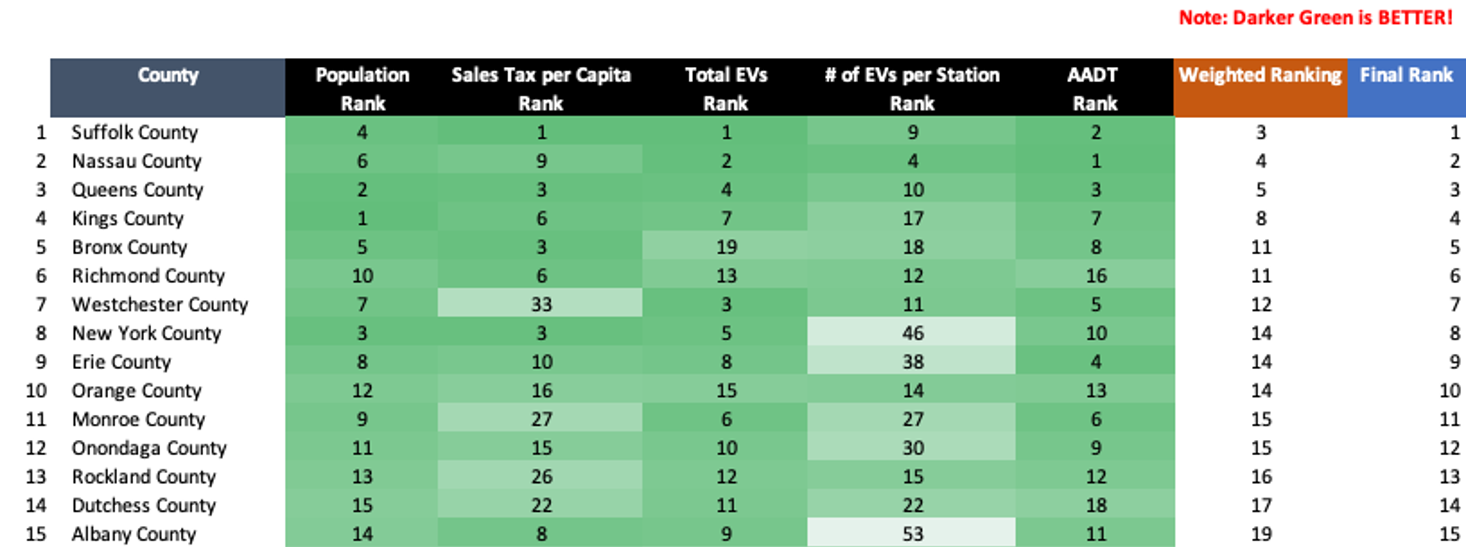 Note: Darker Green is BETTER!
County Population Rank Sales Tax per Capita Rank Total EVs Rank # of EVs per Station Rank AADT Rank Weighted Ranking Final Rank
1 Suffolk County 4 1 1 9 2 3 1
2 Nassau County 6 9 2 4 1 4 2
3 Queens County 2 3 4 10 3 5 3
4 Kings County 1 6 7 17 7 8 4
5 Bronx County 5 3 19 18 8 11 5
6 Richmond County 10 6 13 12 16 11 6
7 Westchester County 7 33 3 11 5 12 7
8 New York County 3 3 5 46 10 14 8
9 Erie County 8 10 8 38 4 14 9
10 Orange County 12 16 15 14 13 14 10
11 Monroe County 9 27 6 27 6 15 11
12 Onondaga County 11 15 10 30 9 15 12
13 Rockland County 13 26 12 15 12 16 13
14 Dutchess County 15 22 11 22 18 17 14
15 Albany County 14 8 9 53 11 19 15